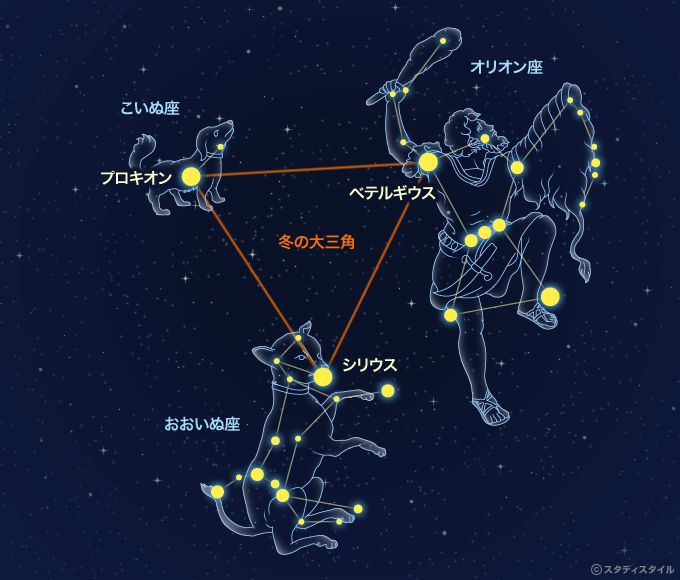 オリオン座
こいぬ座
プロキオン
ベテルギウス
冬の大三角
シリウス
おおいぬ座
©スタディスタイル